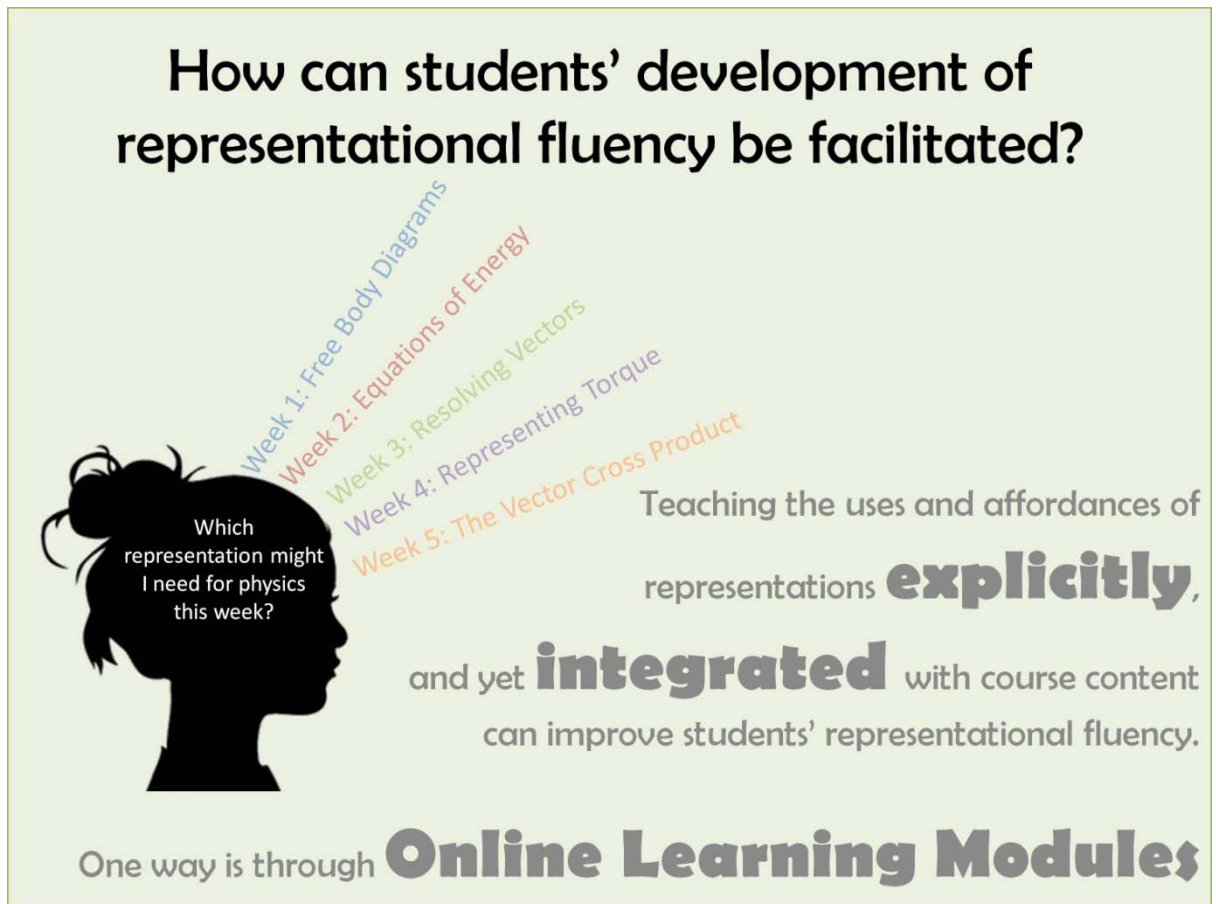 How can students’ development of
representational fluency be facilitated?
Week 1: Free Body Diagrams
Week 2: Equations of Energy
Week 3: Resolving Vectors
Week 4: Representing Torque
Week 5: The Vector Cross Product
Which
representation might
I need for physics
this week?
Teaching the uses and affordances of
representations explicitly,
and yet integrated with course content
can improve students’ representational fluency.
One way is through Online Learning Modules